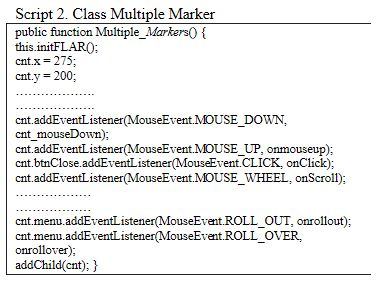 Script 2. Class Multiple Marker
public function Multiple_Markers() {
this.initFLAR();
cnt.x = 275;
cnt.y = 200;
…………………
…………………
cnt.addEventListener(MouseEvent.MOUSE_DOWN,
cnt_mouseDown);
cnt.addEventListener(MouseEvent.MOUSE_UP, onmouseup);
cnt.btnClose.addEventListener(MouseEvent.CLICK, onClick);
cnt.addEventListener(MouseEvent.MOUSE_WHEEL, onScroll);
………………..
………………..
cnt.menu.addEventListener(MouseEvent.ROLL_OUT, onrollout);
cnt.menu.addEventListener(MouseEvent.ROLL_OVER,
onrollover);
addChild(cnt); }